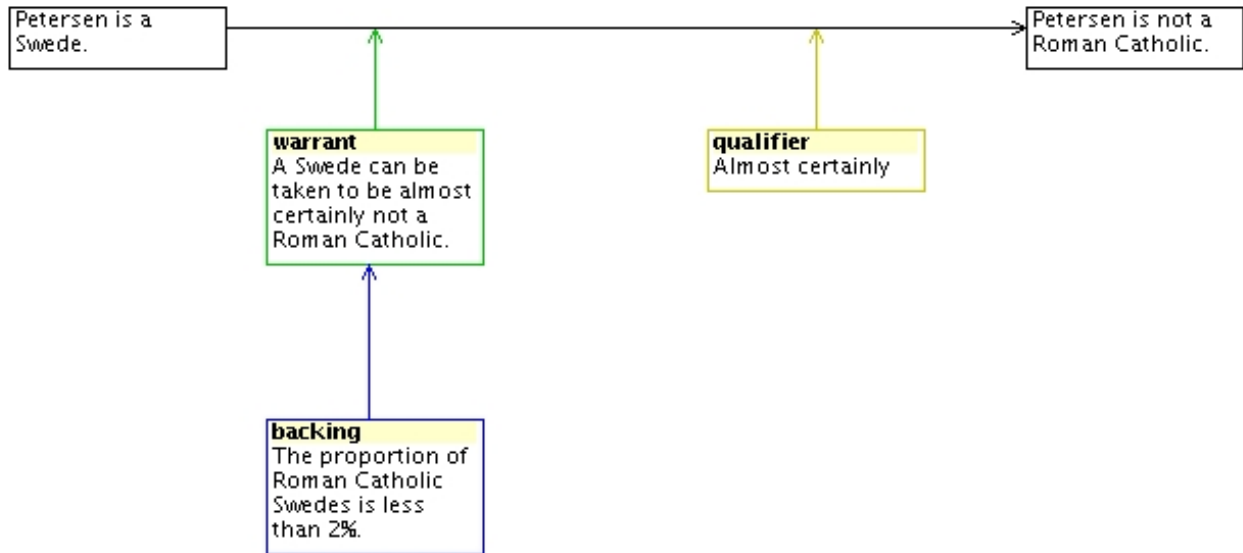 Petersen is a
Swede.
Petersen is not a
Roman Catholic.
warrant
A Swede can be
taken to be almost
certainly not a
Roman Catholic.
qualifier
Almost certainly
backing
The proportion of
Roman Catholic
Swedes is less
than 2%.